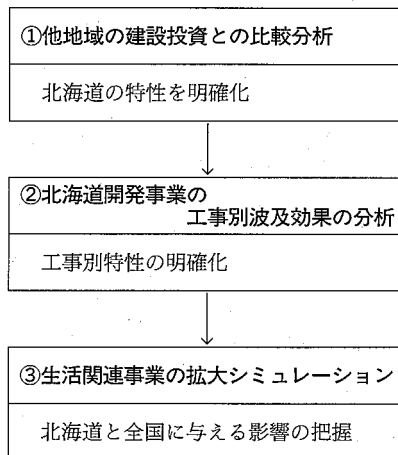 ①他地域の建設投資との比較分析
北海道の特性を明確化
②北海道開発事業の
工事別波及効果の分析
工事別特性の明確化
③生活関連事業の拡大シミュレーション
北海道と全国に与える影響の把握